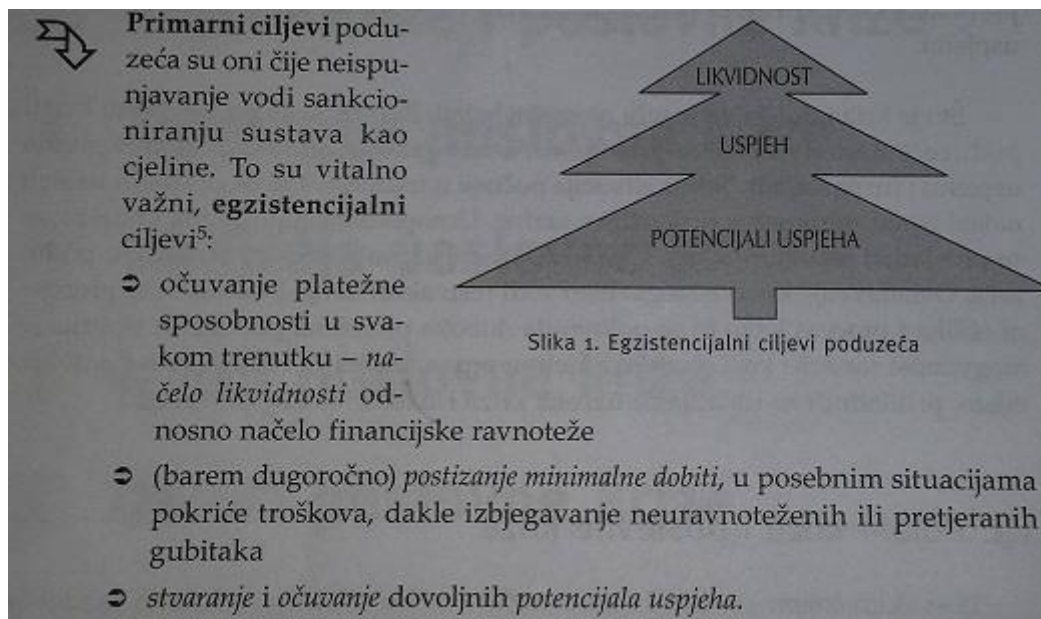 uspjehu
Primarni ciljevi podu-
zeća su oni čije neispu-
njavanje vodi sankcio-
niranju sustava kao
cjeline. To su vitalno
važni, egzistencijalni
ciljevi⁵:
➲ očuvanje platežne
sposobnosti u sva-
kom trenutku – na-
čelo likvidnosti od-
nosno načelo financijske ravnoteže
LIKVIDNOST
USPJEH
POTENCIJALI USPJEHA
Slika 1. Egzistencijalni ciljevi poduzeća
➲ (barem dugoročno) postizanje minimalne dobiti, u posebnim situacijama
pokriće troškova, dakle izbjegavanje neuravnoteženih ili pretjeranih
gubitaka
➲ stvaranje i očuvanje dovoljnih potencijala uspjeha.